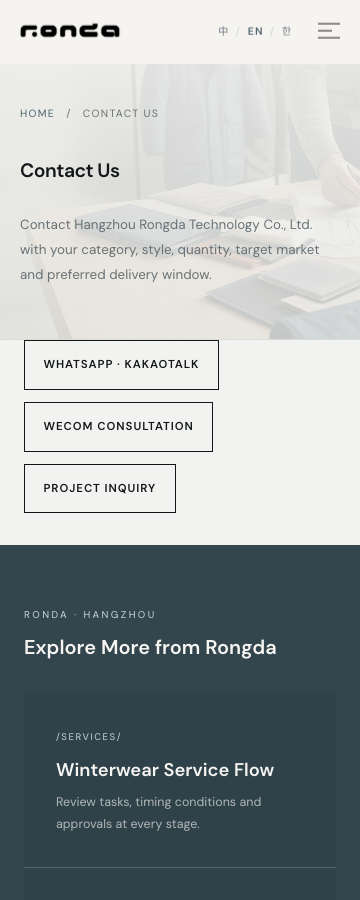 ronda
中 / EN / 한
HOME / CONTACT US
Contact Us
Contact Hangzhou Rongda Technology Co., Ltd.
with your category, style, quantity, target market
and preferred delivery window.
WHATSAPP · KAKAOTALK
WECOM CONSULTATION
PROJECT INQUIRY
RONDA · HANGZHOU
Explore More from Rongda
/SERVICES/
Winterwear Service Flow
Review tasks, timing conditions and
approvals at every stage.